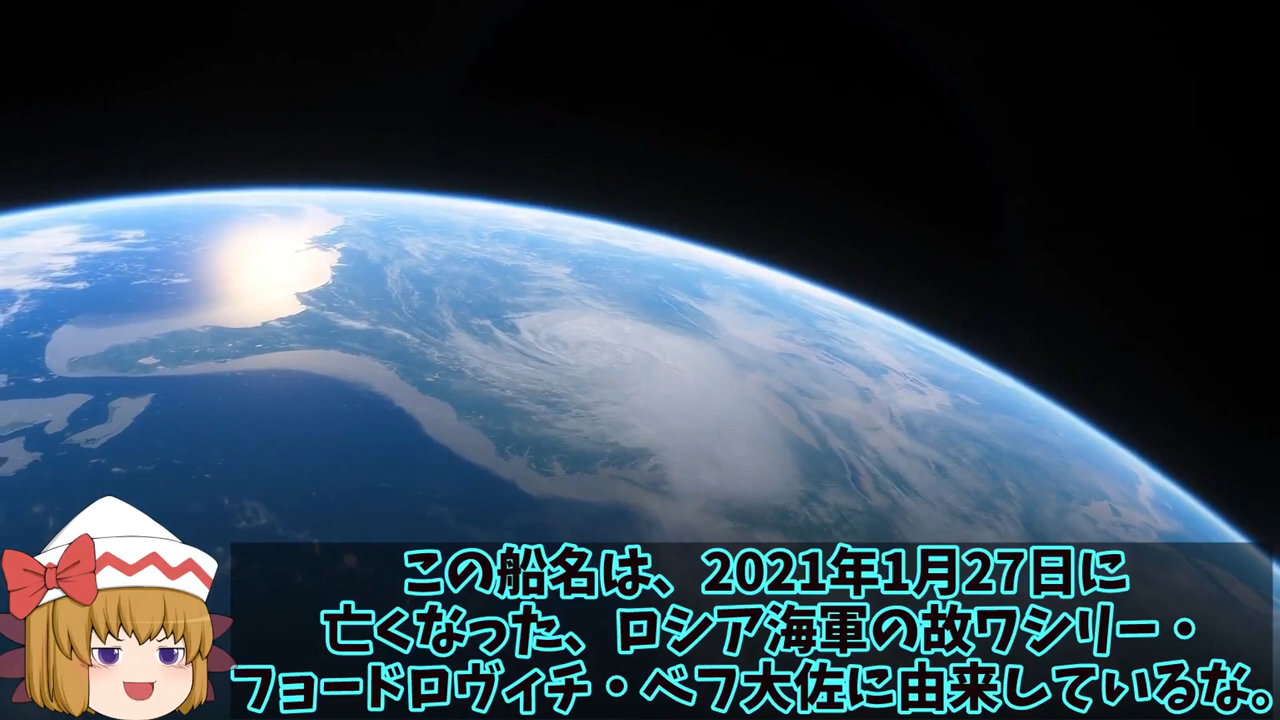 この船名は、2021年1月27日に
亡くなった、ロシア海軍の故ワシリー・
フョードロヴィチ・ベフ大佐に由来しているな。